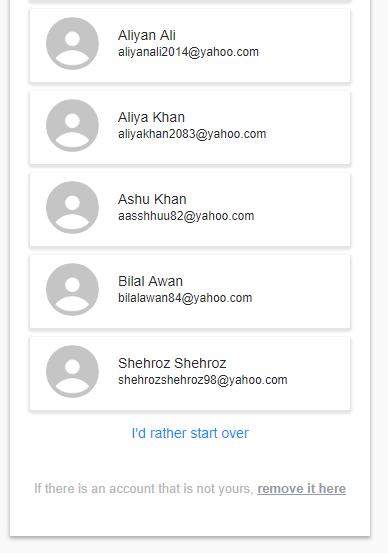 Aliyan Ali
aliyanali2014@yahoo.com
Aliya Khan
aliyakhan2083@yahoo.com
Ashu Khan
aasshhuu82@yahoo.com
Bilal Awan
bilalawan84@yahoo.com
Shehroz Shehroz
shehrozshehroz98@yahoo.com
I'd rather start over
If there is an account that is not yours, remove it here